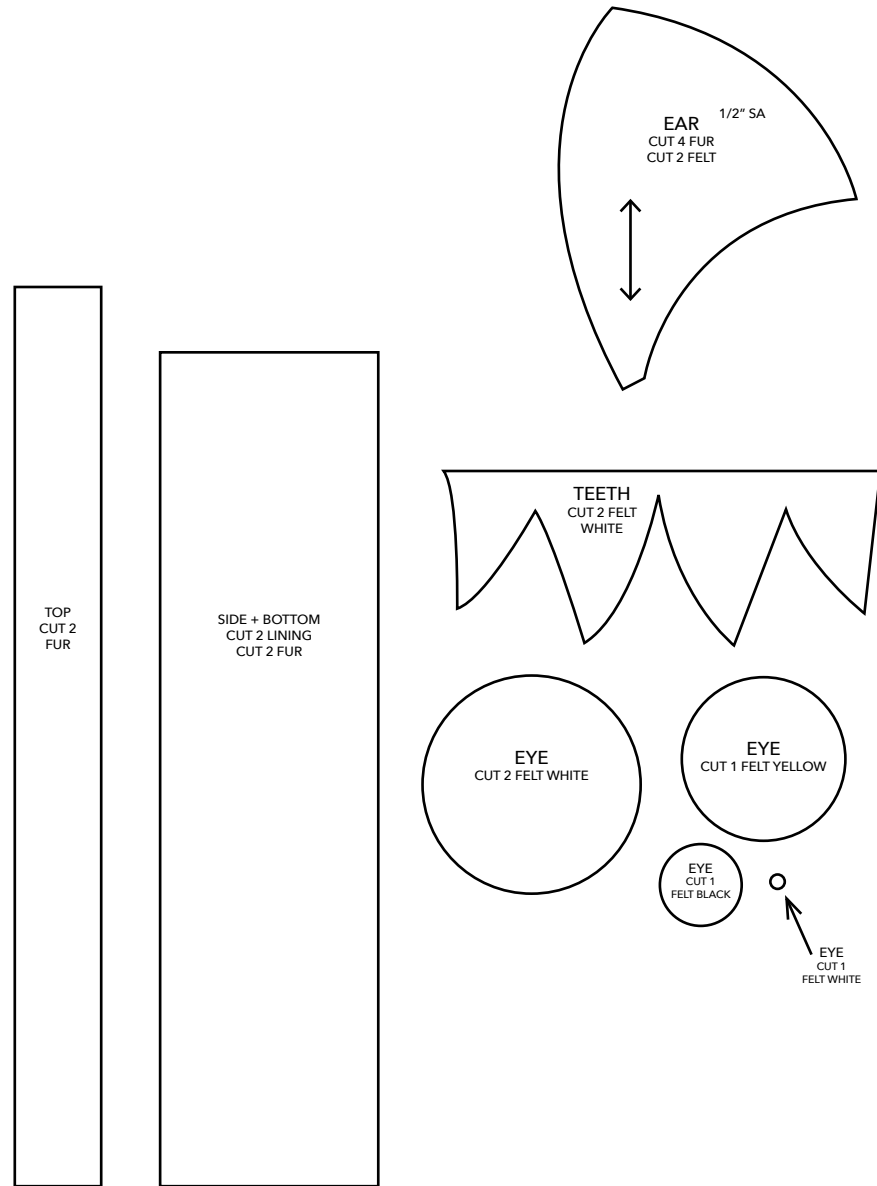 EAR
1/2" SA
CUT 4 FUR
CUT 2 FELT
TEETH
CUT 2 FELT
WHITE
TOP
CUT 2
FUR
SIDE + BOTTOM
CUT 2 LINING
CUT 2 FUR
EYE
CUT 2 FELT WHITE
EYE
CUT 1 FELT YELLOW
EYE
CUT 1
FELT BLACK
EYE
CUT 1
FELT WHITE